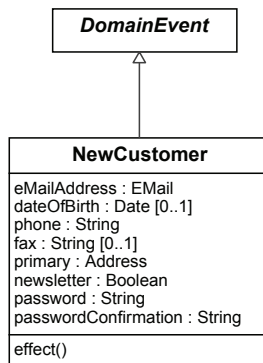 DomainEvent
NewCustomer
eMailAddress : EMail
dateOfBirth : Date [0..1]
phone : String
fax : String [0..1]
primary : Address
newsletter : Boolean
password : String
passwordConfirmation : String
effect()